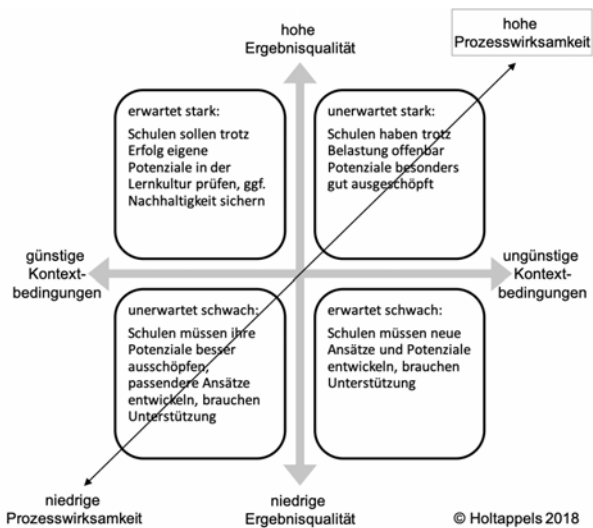 hohe
Ergebnisqualität
hohe
Prozesswirksamkeit
erwartet stark:
Schulen sollen trotz
Erfolg eigene
Potenziale in der
Lernkultur prüfen, ggf.
Nachhaltigkeit sichern
unerwartet stark:
Schulen haben trotz
Belastung offenbar
Potenziale besonders
gut ausgeschöpft
günstige
Kontext-
bedingungen
ungünstige
Kontext-
bedingungen
unerwartet schwach:
Schulen müssen ihre
Potenziale besser
ausschöpfen,
passendere Ansätze
entwickeln, brauchen
Unterstützung
erwartet schwach:
Schulen müssen neue
Ansätze und Potenziale
entwickeln, brauchen
Unterstützung
niedrige
Prozesswirksamkeit
niedrige
Ergebnisqualität
© Holtappels 2018